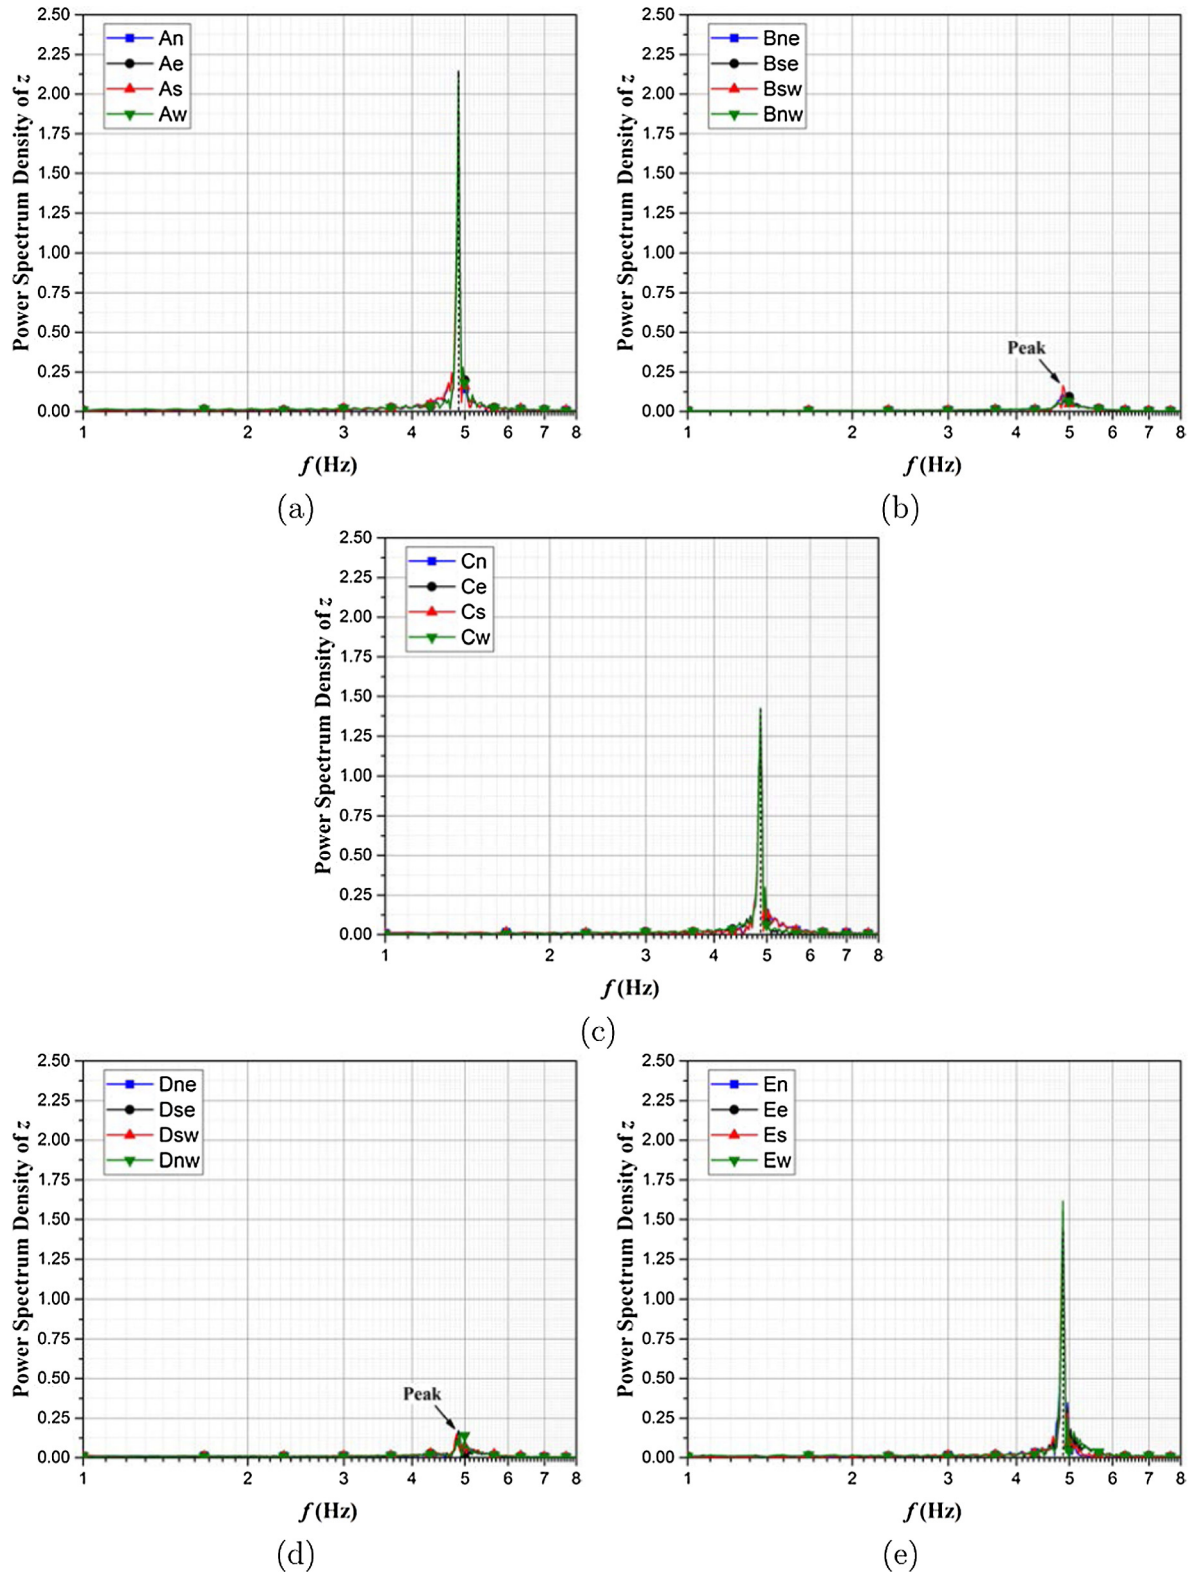 2.50
2.25
2.00
1.75
1.50
1.25
1.00
0.75
0.50
0.25
0.00
Power Spectrum Density of z
An
Ae
As
Aw
1 2 3 4 5 6 7 8
f (Hz)
(a)
2.50
2.25
2.00
1.75
1.50
1.25
1.00
0.75
0.50
0.25
0.00
Power Spectrum Density of z
Bne
Bse
Bsw
Bnw
Peak
1 2 3 4 5 6 7 8
f (Hz)
(b)
2.50
2.25
2.00
1.75
1.50
1.25
1.00
0.75
0.50
0.25
0.00
Power Spectrum Density of z
Cn
Ce
Cs
Cw
1 2 3 4 5 6 7 8
f (Hz)
(c)
2.50
2.25
2.00
1.75
1.50
1.25
1.00
0.75
0.50
0.25
0.00
Power Spectrum Density of z
Dne
Dse
Dsw
Dnw
Peak
1 2 3 4 5 6 7 8
f (Hz)
(d)
2.50
2.25
2.00
1.75
1.50
1.25
1.00
0.75
0.50
0.25
0.00
Power Spectrum Density of z
En
Ee
Es
Ew
1 2 3 4 5 6 7 8
f (Hz)
(e)